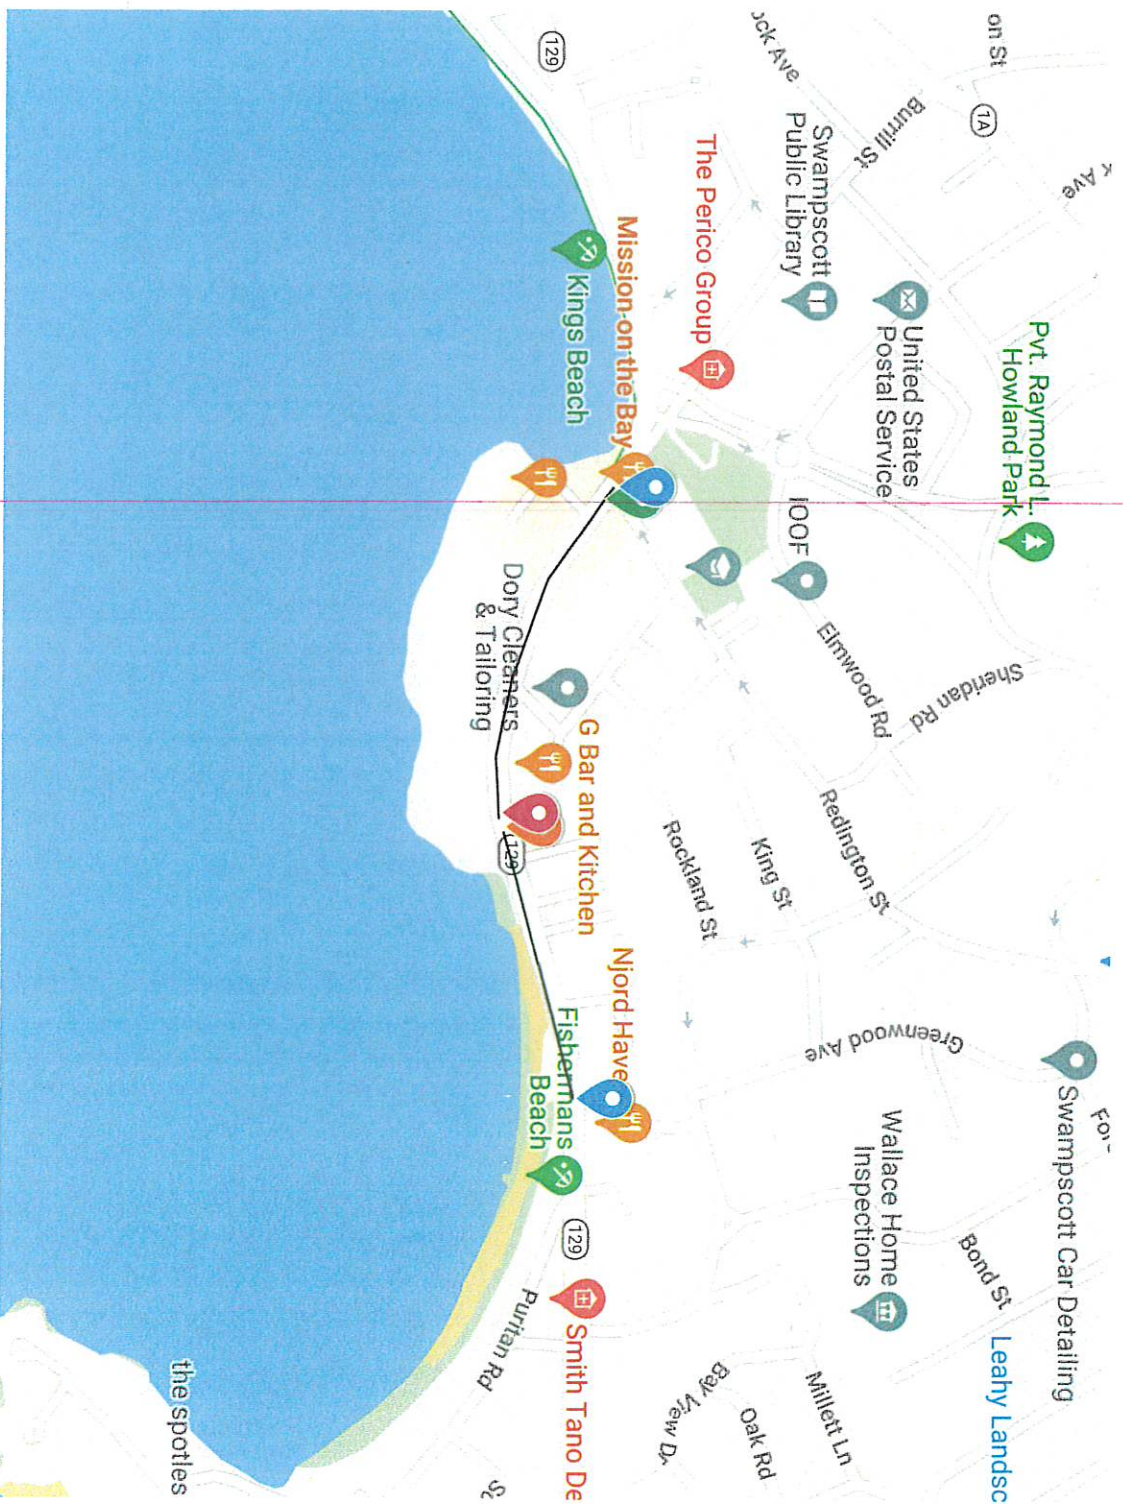 on St
ock Ave
1A
129
Burrill St
k Ave
Swampscott
Public Library
The Perico Group
United States
Postal Service
Pvt. Raymond L.
Howland Park
Mission on the Bay
Kings Beach
IOOF
Elmwood Rd
Sheridan Rd
Dory Cleaners
& Tailoring
G Bar and Kitchen
129
Redington St
King St
Rockland St
Njord Have
Fishermans
Beach
Greenwood Ave
Swampscott Car Detailing
For
Wallace Home
Inspections
Bond St
129
Puritan Rd
Smith Tano De
Leahy Landsc
Millett Ln
Bay View D
Oak Rd
the spotles